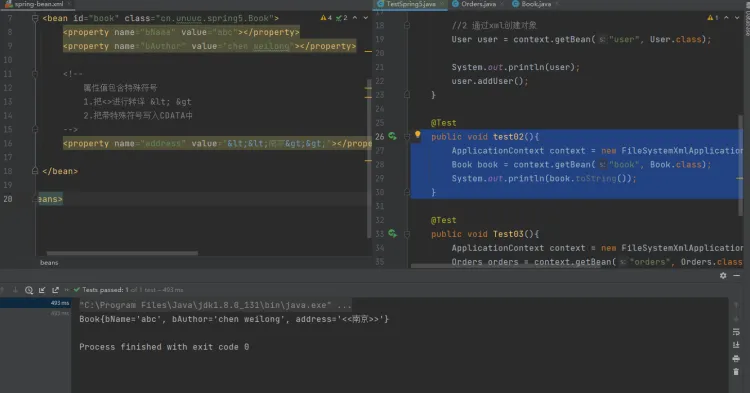 spring-bean.xml
7 <bean id="book" class="cn.unuuc.spring5.Book">
8 <property name="bName" value="abc"></property>
9 <property name="bAuthor" value="chen weilong"></property>
10
11 <!--
12 属性值包含特殊符号
13 1.把<>进行转译 &lt; &gt
14 2.把带特殊符号写入CDATA中
15 -->
16 <property name="address" value="&lt;&lt;南京&gt;&gt;"></prope
17
18 </bean>
19
20 eans>
beans
4 2
TestSpring5.java
Orders.java
Book.java
1
17 //2 通过xml创建对象
18 User user = context.getBean( s: "user", User.class);
System.out.println(user);
user.addUser();
23 }
24
25 @Test
26 public void test02(){
27 ApplicationContext context = new FileSystemXmlApplication
28 Book book = context.getBean( s: "book", Book.class);
29 System.out.println(book.toString());
30 }
31
32 @Test
33 public void Test03(){
34 ApplicationContext context = new FileSystemXmlApplication
35 Orders orders = context.getBean( s: "orders", Orders.class
Tests passed: 1 of 1 test – 493 ms
493 ms
493 ms
"C:\Program Files\Java\jdk1.8.0_131\bin\java.exe" ...
Book{bName='abc', bAuthor='chen weilong', address='<<南京>>'}
Process finished with exit code 0